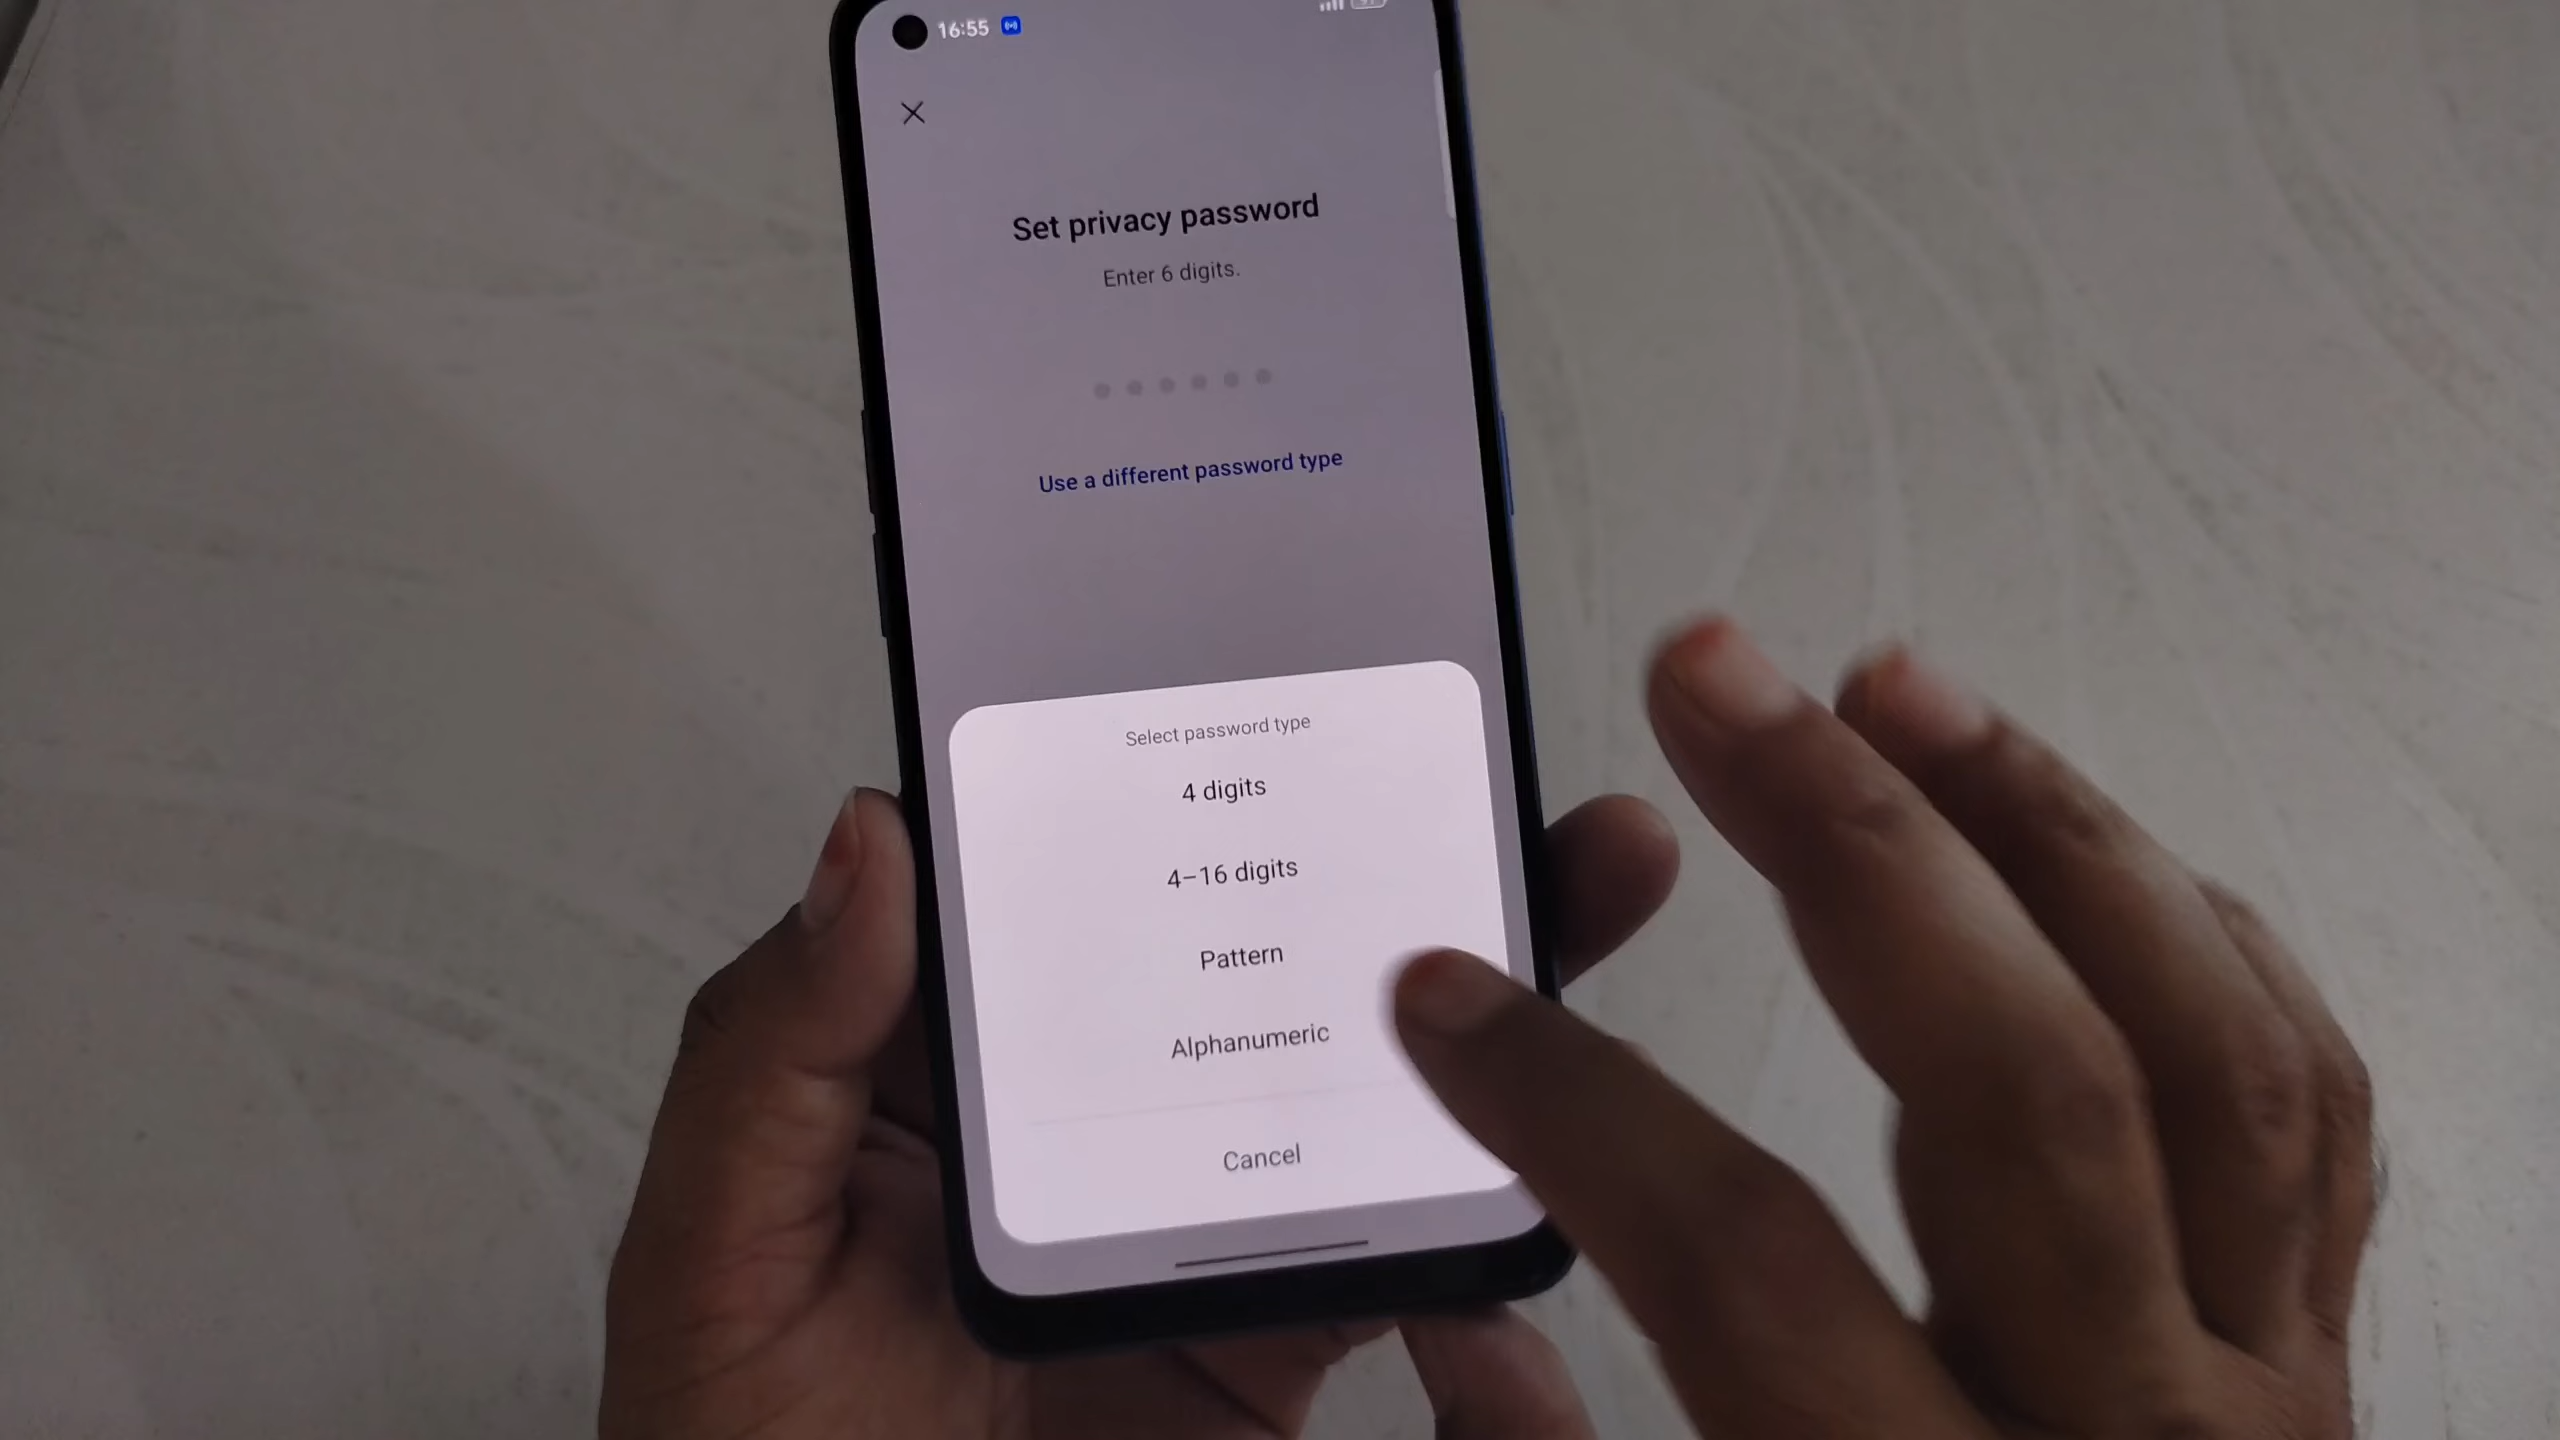 16:55
Set privacy password
Enter 6 digits.
Use a different password type
Select password type
4 digits
4–16 digits
Pattern
Alphanumeric
Cancel